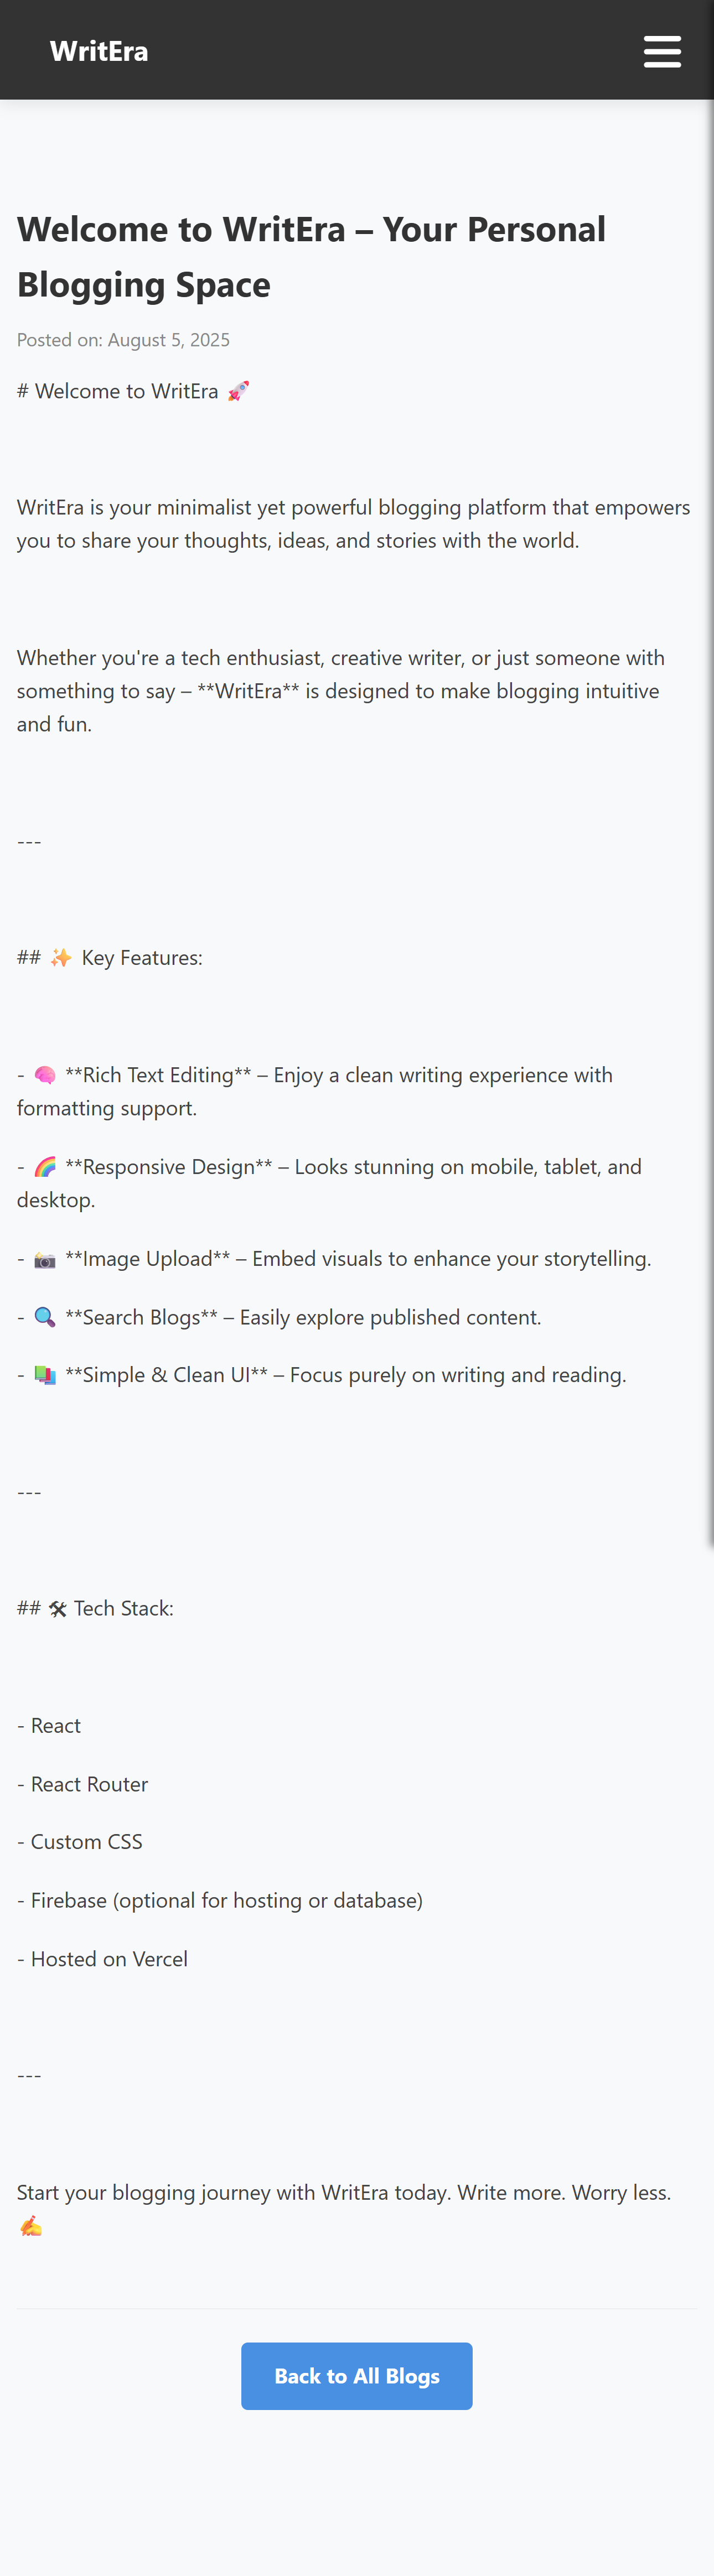 WritEra
Welcome to WritEra – Your Personal
Blogging Space
Posted on: August 5, 2025
# Welcome to WritEra 🚀
WritEra is your minimalist yet powerful blogging platform that empowers
you to share your thoughts, ideas, and stories with the world.
Whether you're a tech enthusiast, creative writer, or just someone with
something to say – **WritEra** is designed to make blogging intuitive
and fun.
---
## ✨ Key Features:
- 🧠 **Rich Text Editing** – Enjoy a clean writing experience with
formatting support.
- 🌈 **Responsive Design** – Looks stunning on mobile, tablet, and
desktop.
- 📸 **Image Upload** – Embed visuals to enhance your storytelling.
- 🔍 **Search Blogs** – Easily explore published content.
- 📚 **Simple & Clean UI** – Focus purely on writing and reading.
---
## 🛠 Tech Stack:
- React
- React Router
- Custom CSS
- Firebase (optional for hosting or database)
- Hosted on Vercel
---
Start your blogging journey with WritEra today. Write more. Worry less.
✍️
Back to All Blogs